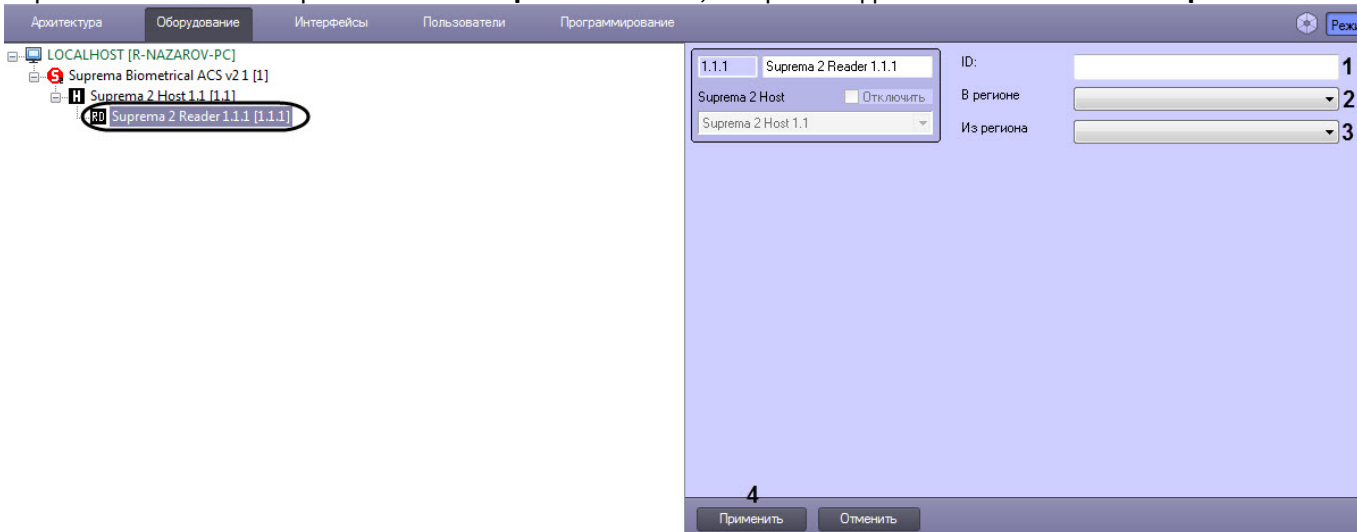 Архитектура Оборудование Интерфейсы Пользователи Программирование
LOCALHOST [R-NAZAROV-PC]
Suprema Biometrical ACS v2 1 [1]
H Suprema 2 Host 1.1 [1.1]
RD Suprema 2 Reader 1.1.1 [1.1.1]
1.1.1 Suprema 2 Reader 1.1.1
Suprema 2 Host Отключить
Suprema 2 Host 1.1
ID: 1
В регионе 2
Из региона 3
4
Применить Отменить